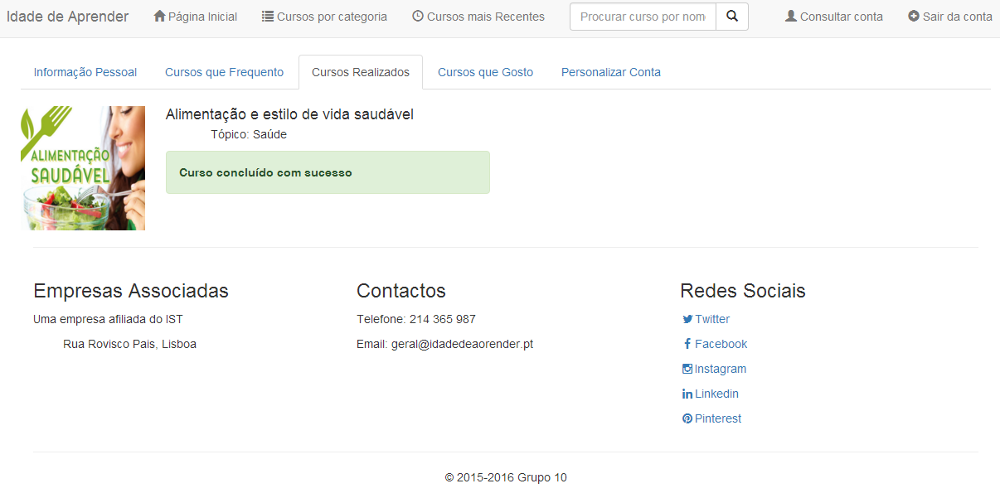 Idade de Aprender Página Inicial Cursos por categoria Cursos mais Recentes Procurar curso por nom Consultar conta Sair da conta
Informação Pessoal Cursos que Frequento Cursos Realizados Cursos que Gosto Personalizar Conta
ALIMENTAÇÃO
SAUDÁVEL
Alimentação e estilo de vida saudável
Tópico: Saúde
Curso concluído com sucesso
Empresas Associadas
Uma empresa afiliada do IST
Rua Rovisco Pais, Lisboa
Contactos
Telefone: 214 365 987
Email: geral@idadedeaorender.pt
Redes Sociais
Twitter
Facebook
Instagram
Linkedin
Pinterest
© 2015-2016 Grupo 10